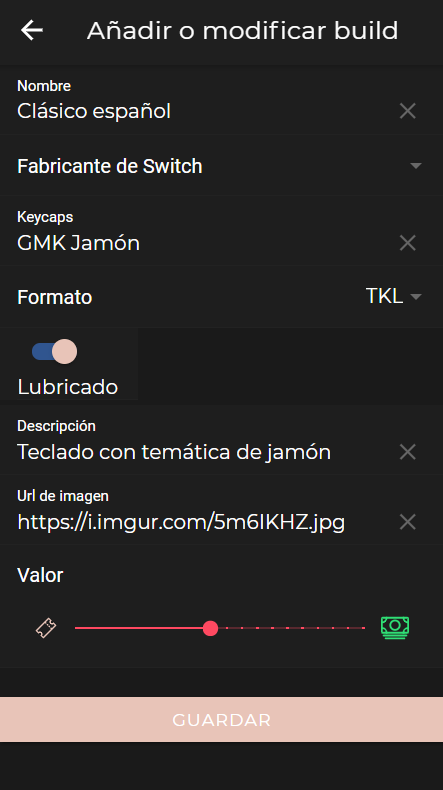 Añadir o modificar build
Nombre
Clásico español
Fabricante de Switch
Keycaps
GMK Jamón
Formato
TKL
Lubricado
Descripción
Teclado con temática de jamón
Url de imagen
https://i.imgur.com/5m6IKHZ.jpg
Valor
GUARDAR